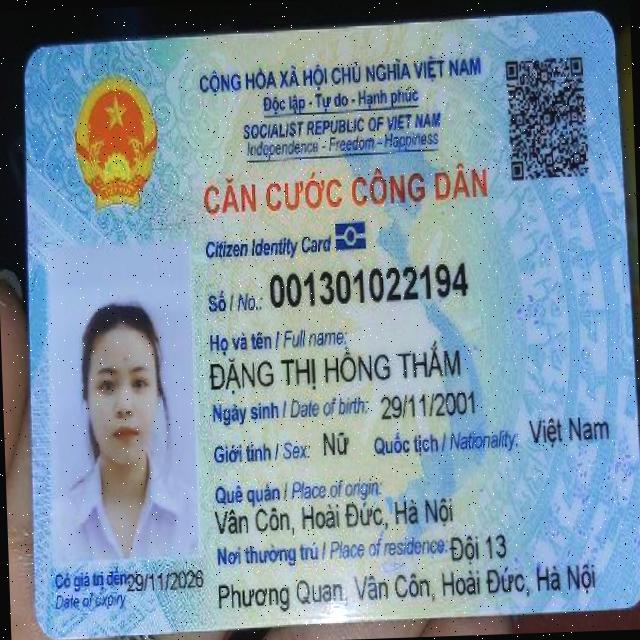 CỘNG HÒA XÃ HỘI CHỦ NGHĨA VIỆT NAM
Độc lập - Tự do - Hạnh phúc
SOCIALIST REPUBLIC OF VIET NAM
Independence - Freedom - Happiness
CĂN CƯỚC CÔNG DÂN
Citizen Identity Card
Số / No.: 001301022194
Họ và tên / Full name:
ĐẶNG THỊ HỒNG THẮM
Ngày sinh / Date of birth: 29/11/2001
Giới tính / Sex: Nữ Quốc tịch / Nationality: Việt Nam
Quê quán / Place of origin:
Vân Côn, Hoài Đức, Hà Nội
Nơi thường trú / Place of residence: Đội 13
Phương Quan, Vân Côn, Hoài Đức, Hà Nội
Có giá trị đến: 29/11/2026
Date of expiry